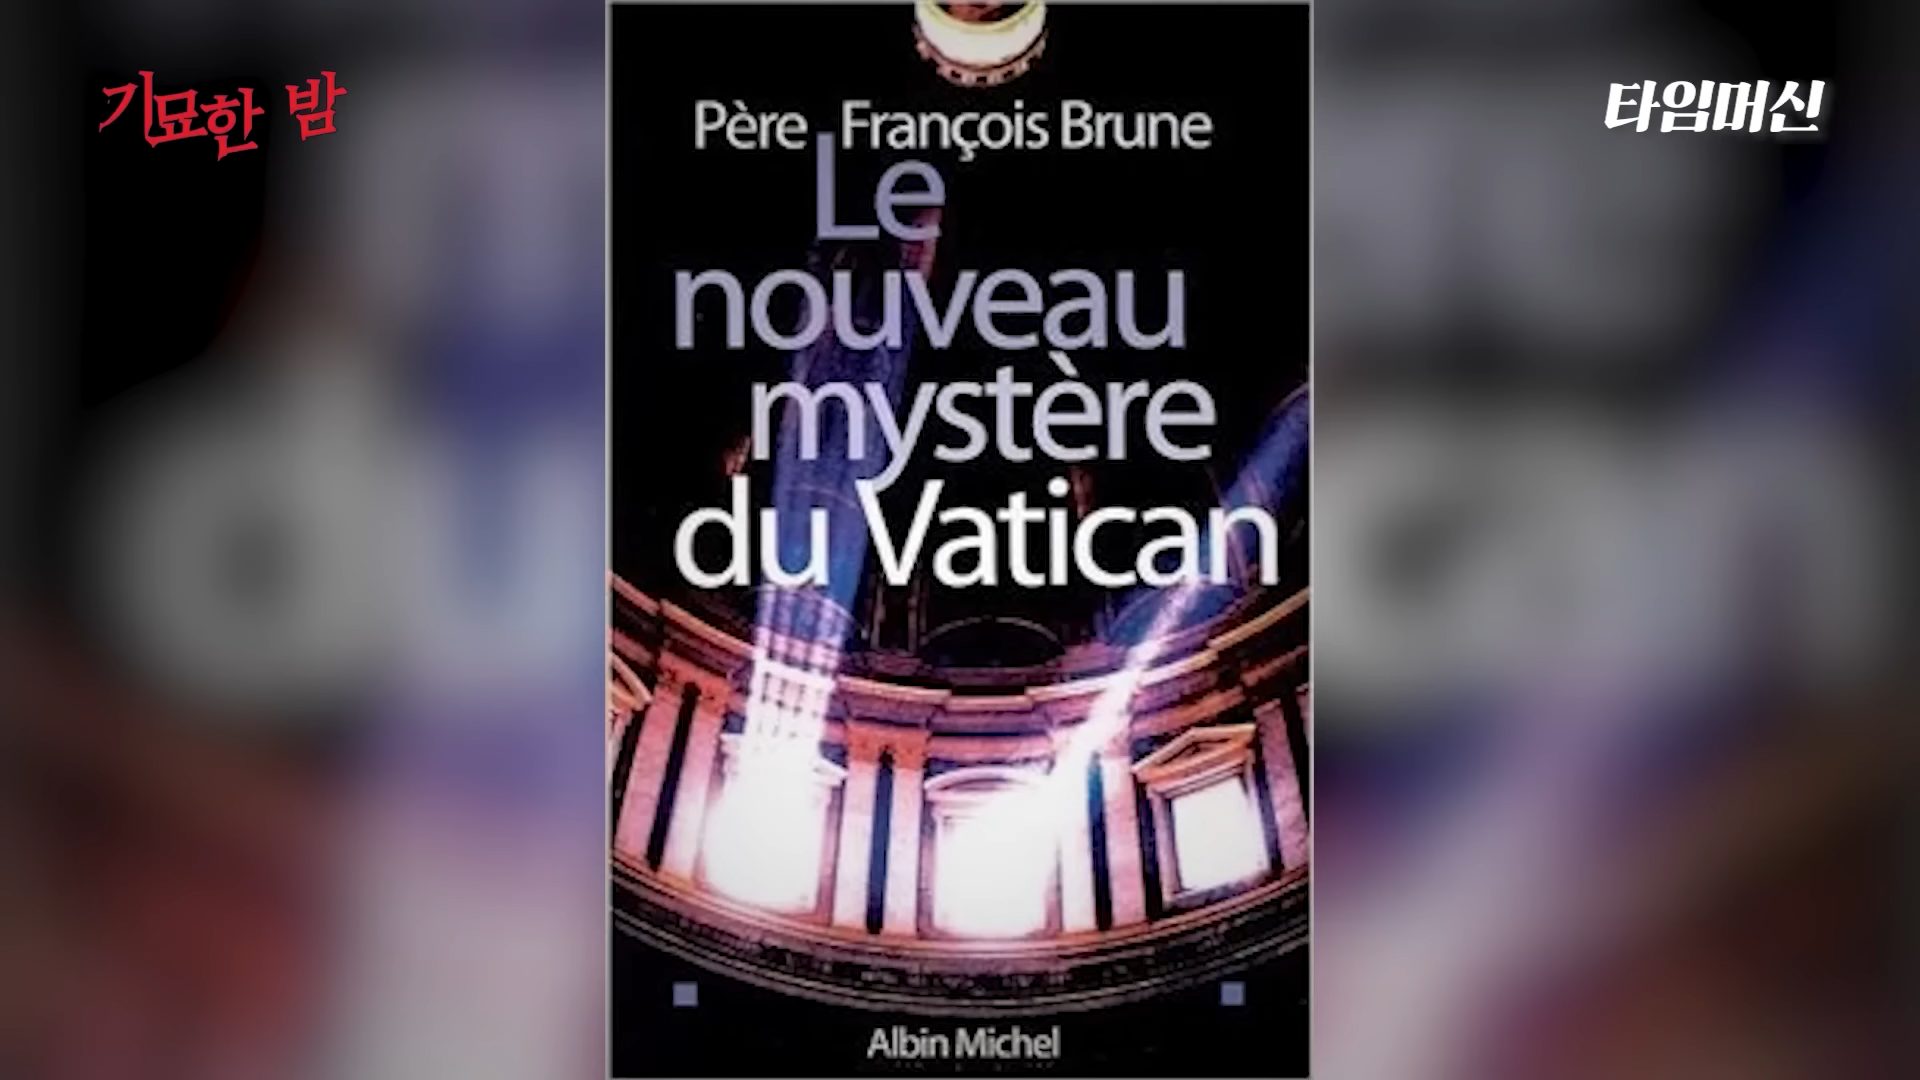 기묘한 밤
타임머신
Père François Brune
Le
nouveau
mystère
du Vatican
Albin Michel